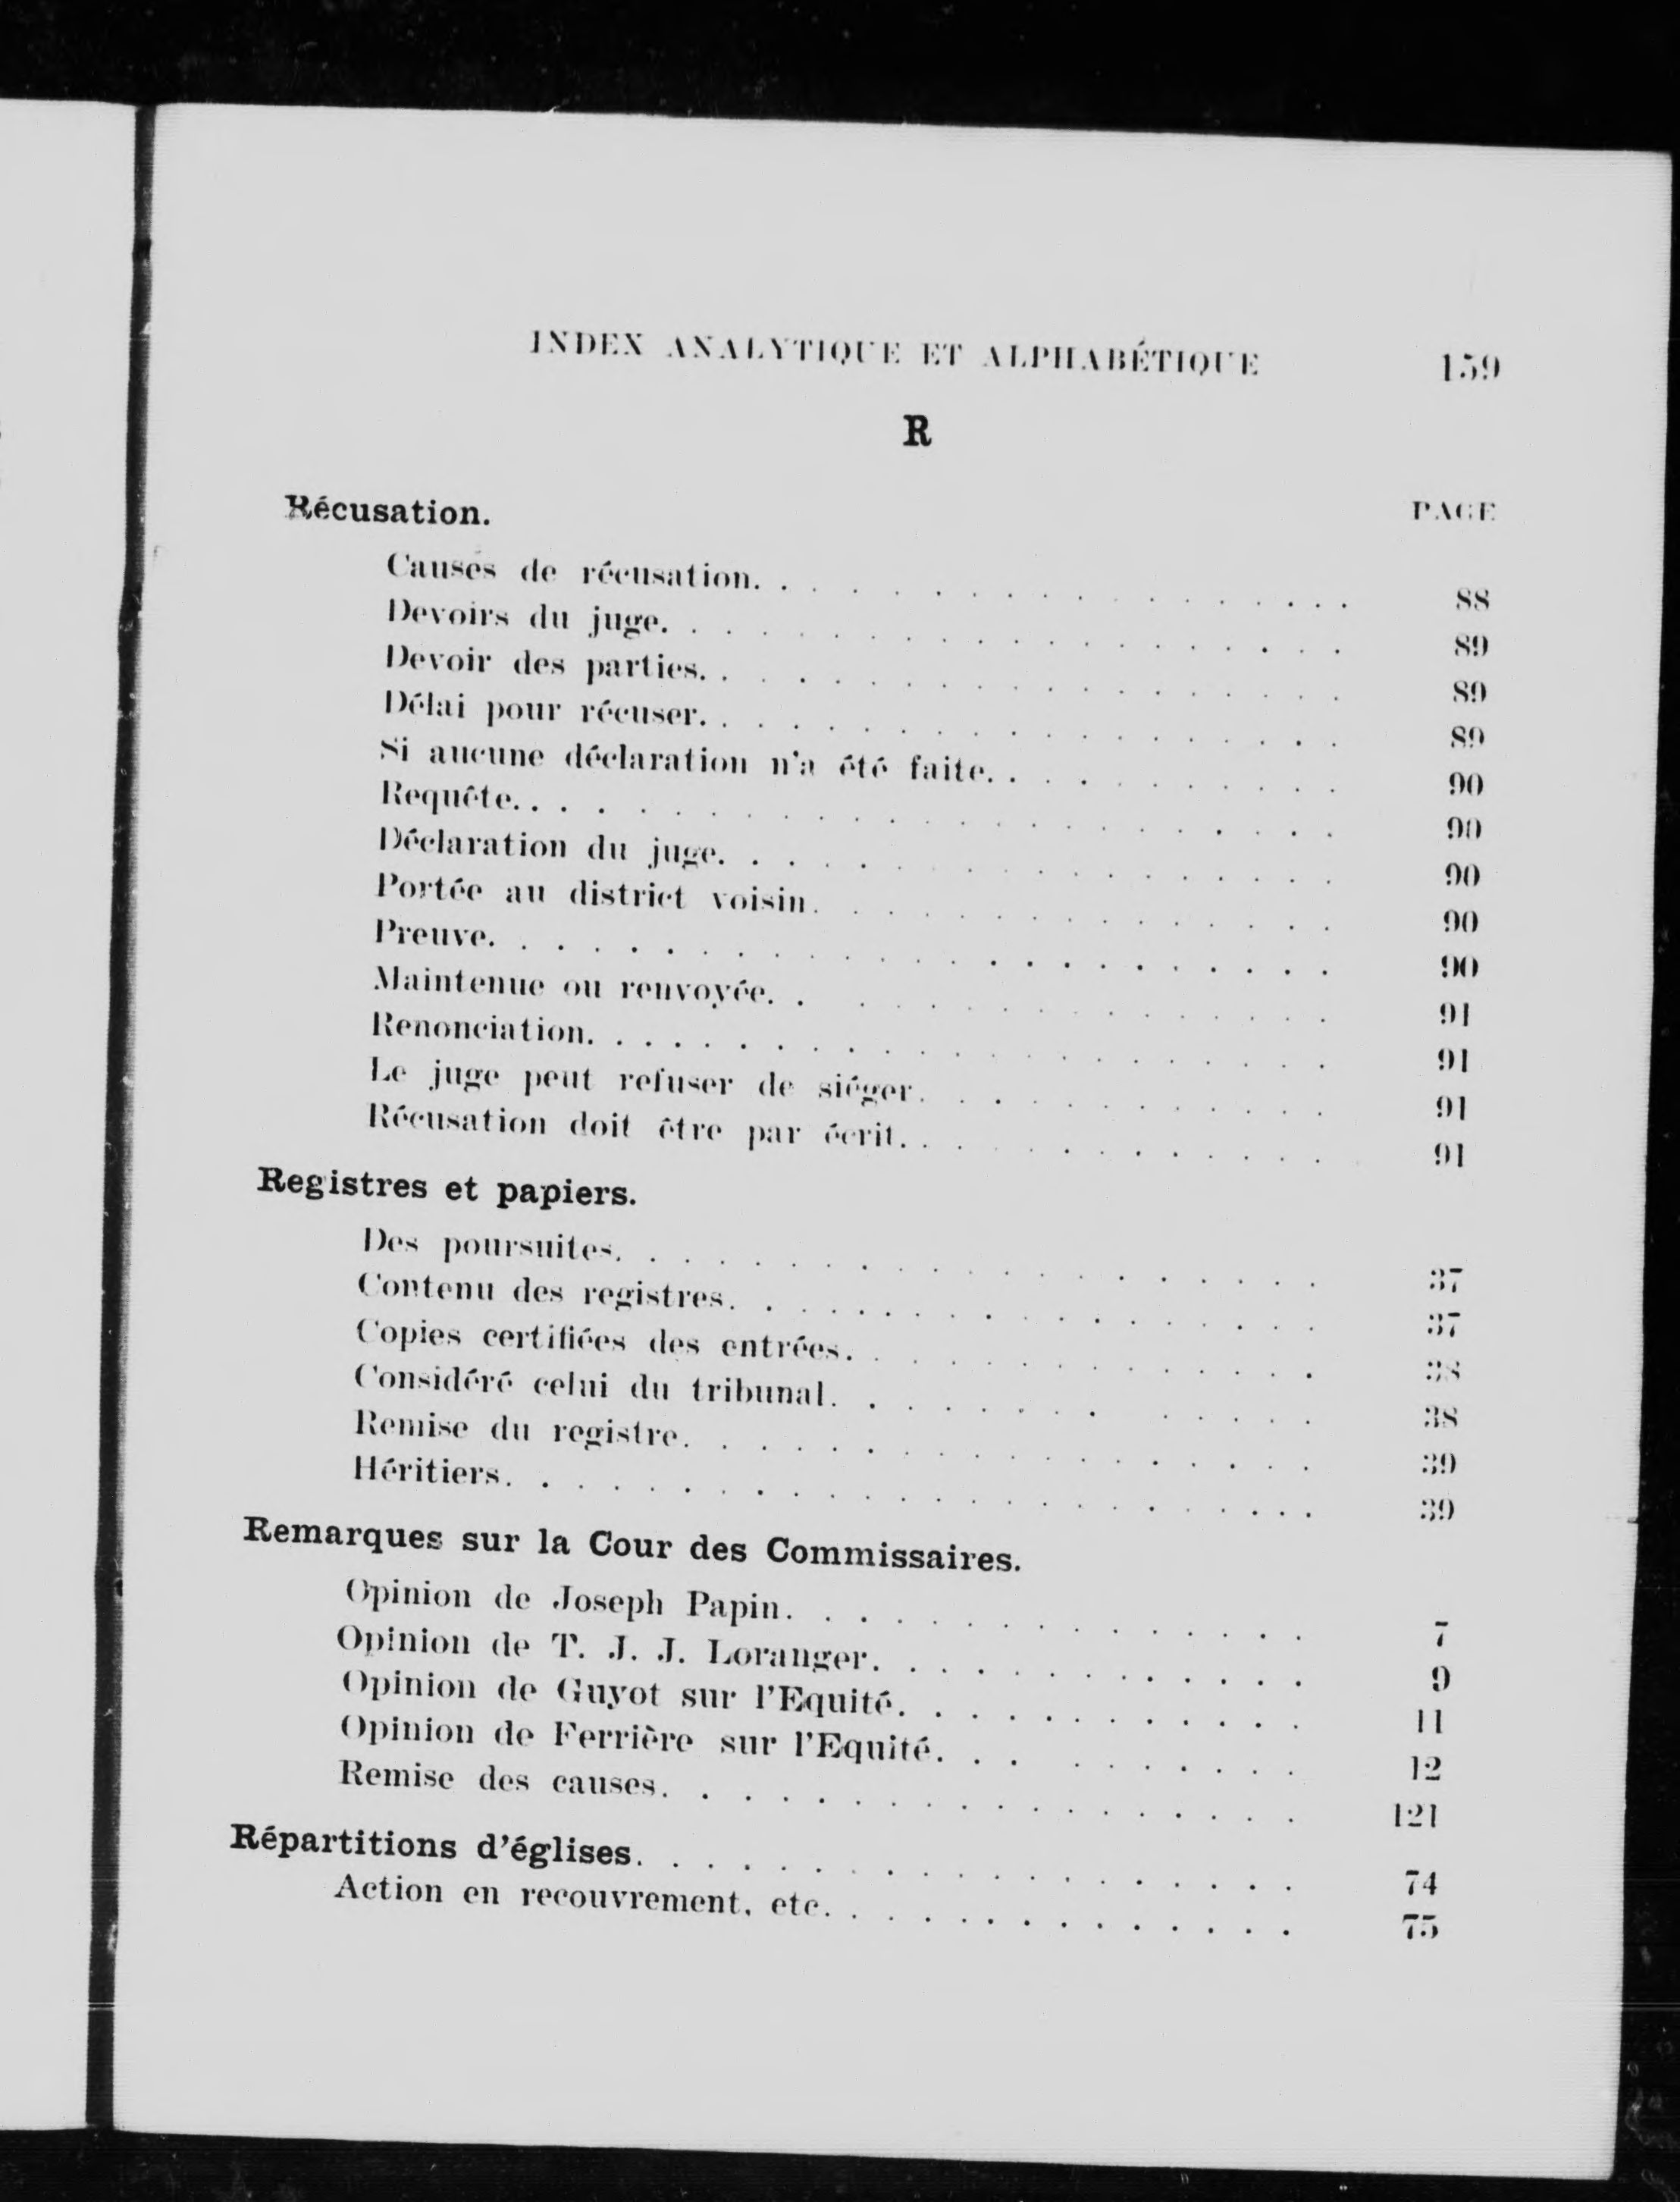 INDEX ANALYTIQUE ET ALPHABÉTIQUE 159
R
Récusation. PAGE
Causes de récusation. . . . . . . . . . . . . . . . . . 88
Devoirs du juge. . . . . . . . . . . . . . . . . . . . 89
Devoir des parties. . . . . . . . . . . . . . . . . . . 89
Délai pour récuser. . . . . . . . . . . . . . . . . . . 89
Si aucune déclaration n'a été faite. . . . . . . . . . . 90
Requête. . . . . . . . . . . . . . . . . . . . . . . . 90
Déclaration du juge. . . . . . . . . . . . . . . . . . 90
Portée au district voisin. . . . . . . . . . . . . . . 90
Preuve. . . . . . . . . . . . . . . . . . . . . . . . 90
Maintenue ou renvoyée. . . . . . . . . . . . . . . . 91
Renonciation. . . . . . . . . . . . . . . . . . . . . 91
Le juge peut refuser de siéger. . . . . . . . . . . . 91
Récusation doit être par écrit. . . . . . . . . . . . . 91
Registres et papiers.
Des poursuites. . . . . . . . . . . . . . . . . . . . 37
Contenu des registres. . . . . . . . . . . . . . . . . 37
Copies certifiées des entrées. . . . . . . . . . . . . . 38
Considéré celui du tribunal. . . . . . . . . . . . . . 38
Remise du registre. . . . . . . . . . . . . . . . . . 39
Héritiers. . . . . . . . . . . . . . . . . . . . . . . 39
Remarques sur la Cour des Commissaires.
Opinion de Joseph Papin. . . . . . . . . . . . . . . 7
Opinion de T. J. J. Loranger. . . . . . . . . . . . . 9
Opinion de Guyot sur l'Equité. . . . . . . . . . . . 11
Opinion de Ferrière sur l'Equité. . . . . . . . . . 12
Remise des causes. . . . . . . . . . . . . . . . . . . 121
Répartitions d'églises. . . . . . . . . . . . . . . . . . . 74
Action en recouvrement, etc. . . . . . . . . . . . . . 75